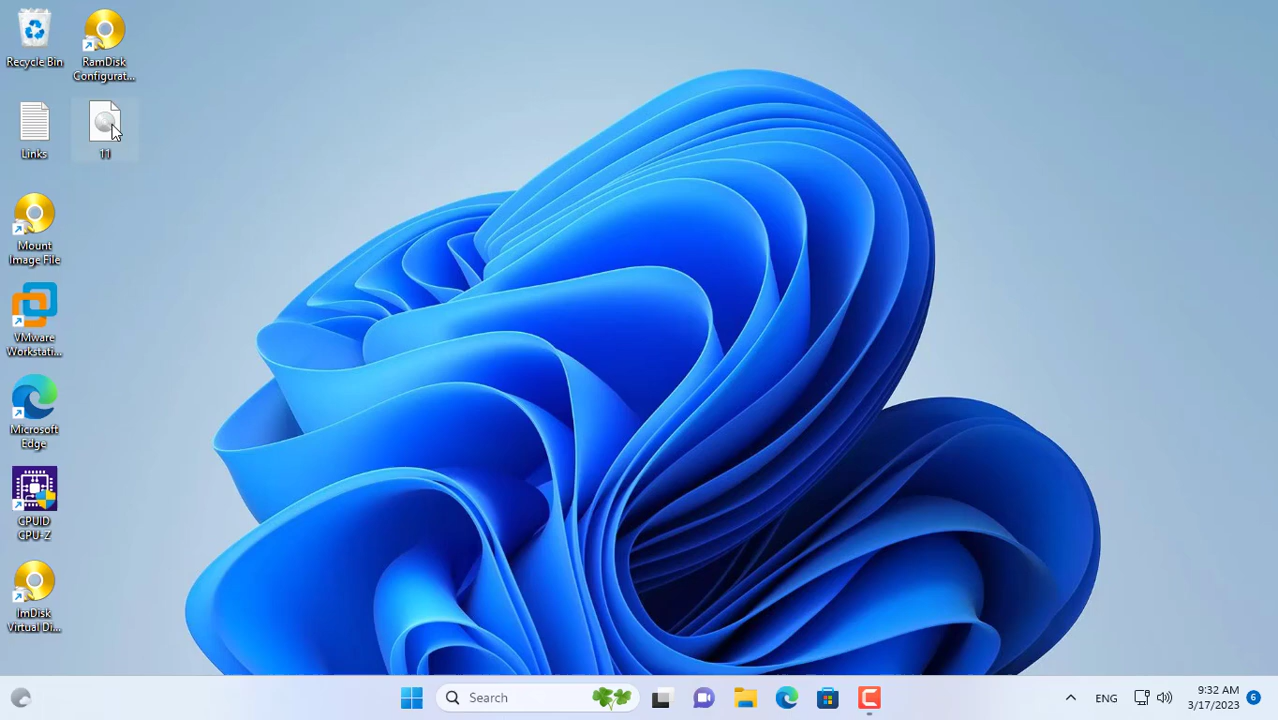 Recycle Bin
RamDisk
Configurat...
Links
11
Mount
Image File
VMware
Workstati...
Microsoft
Edge
CPUID
CPU-Z
ImDisk
Virtual Di...
Search
ENG
9:32 AM
3/17/2023
6